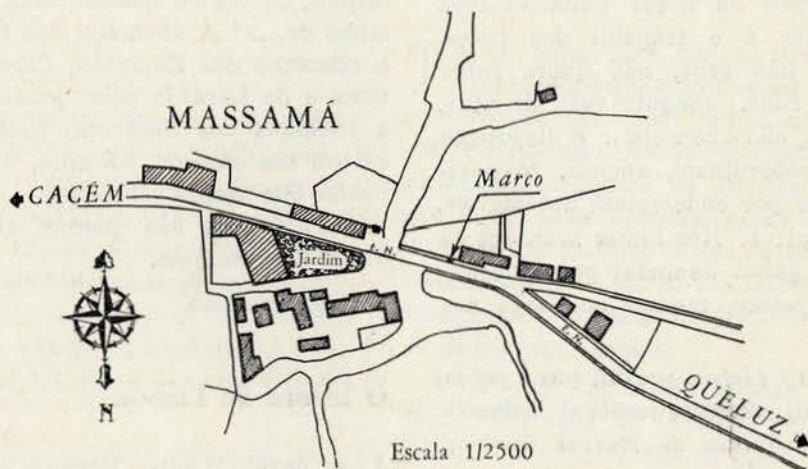 MASSAMÁ
CACÉM
Marco
E. N.
Jardim
E. N.
N
QUELUZ
Escala 1/2500